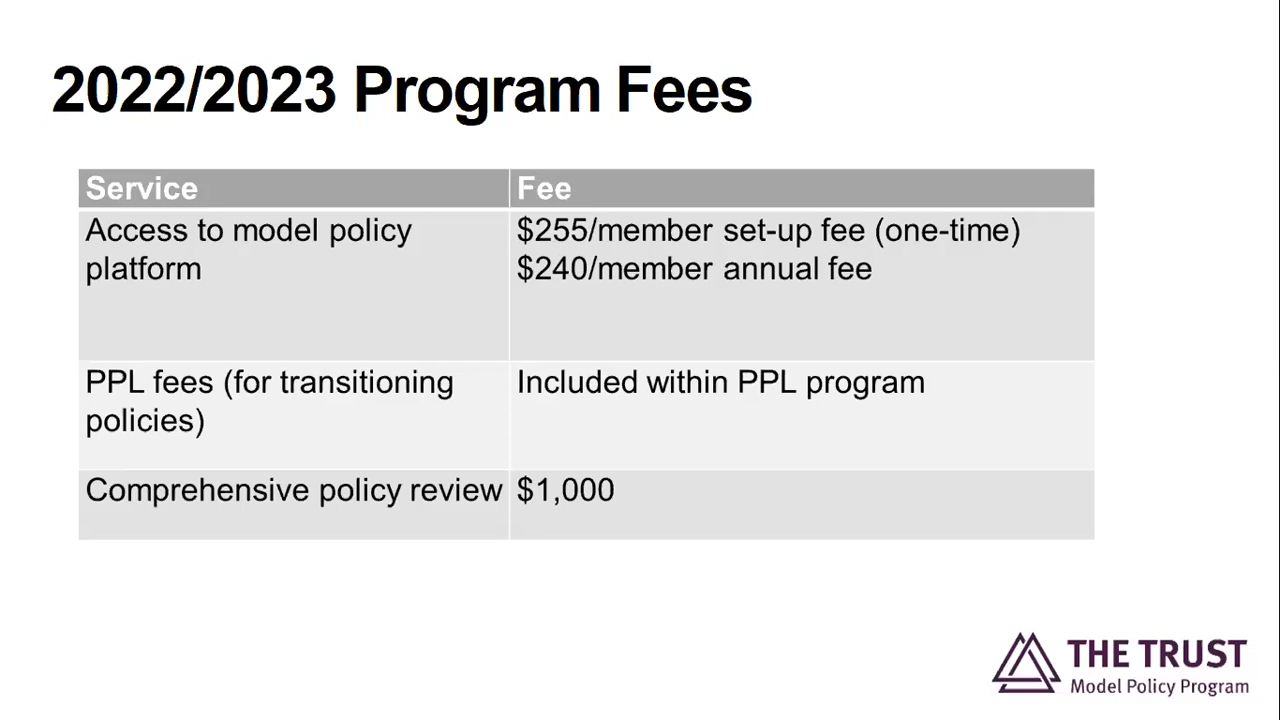 2022/2023 Program Fees
Service
Fee
Access to model policy
platform
$255/member set-up fee (one-time)
$240/member annual fee
PPL fees (for transitioning
policies)
Included within PPL program
Comprehensive policy review
$1,000
THE TRUST
Model Policy Program